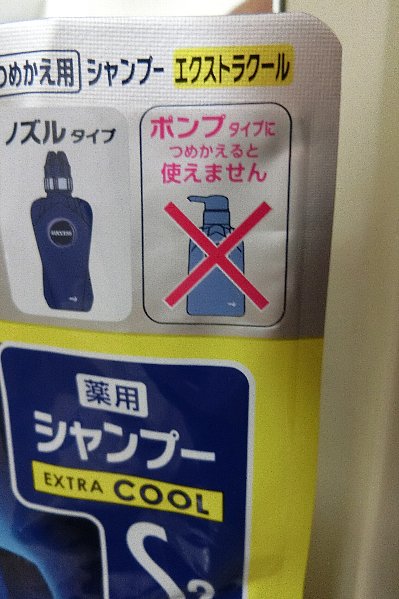 つめかえ用 シャンプー エクストラクール
ノズルタイプ
ポンプタイプに
つめかえると
使えません
SUCCESS
薬用
シャンプー
EXTRA COOL